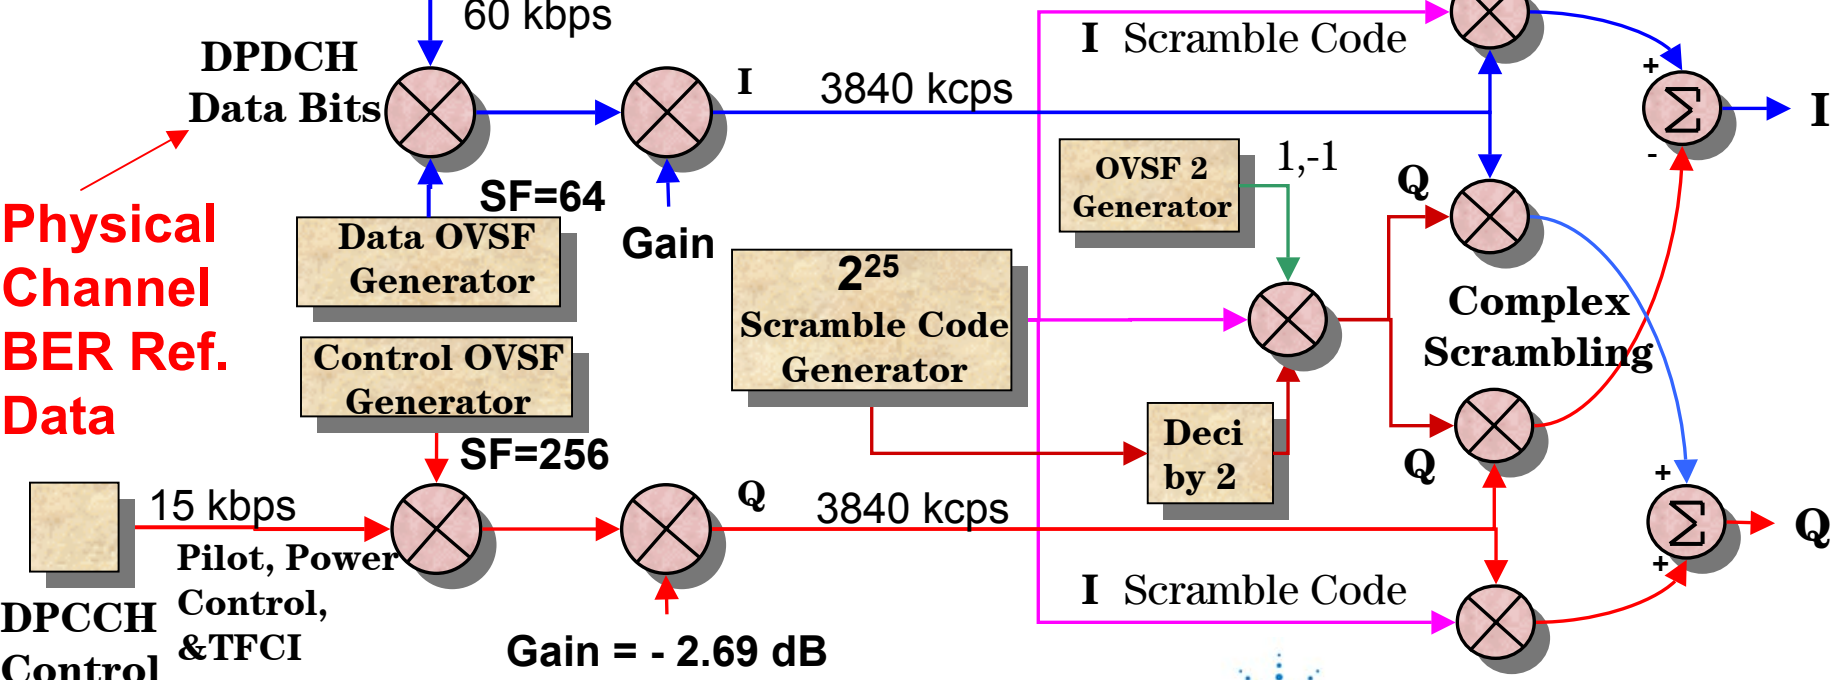 60 kbps
DPDCH
Data Bits
I
3840 kcps
I Scramble Code
+
-
Σ
I
Physical
Channel
BER Ref.
Data
SF=64
Data OVSF
Generator
Gain
OVSF 2
Generator
1,-1
Q
2²⁵
Scramble Code
Generator
Complex
Scrambling
Control OVSF
Generator
SF=256
Deci
by 2
Q
15 kbps
Q
3840 kcps
+
Σ
+
Q
Pilot, Power
Control,
&TFCI
DPCCH
Control
Gain = - 2.69 dB
I Scramble Code